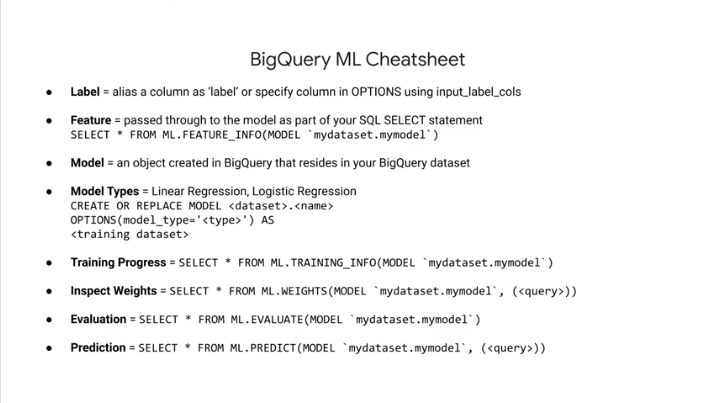 BigQuery ML Cheatsheet
● Label = alias a column as ‘label’ or specify column in OPTIONS using input_label_cols
● Feature = passed through to the model as part of your SQL SELECT statement
SELECT * FROM ML.FEATURE_INFO(MODEL `mydataset.mymodel`)
● Model = an object created in BigQuery that resides in your BigQuery dataset
● Model Types = Linear Regression, Logistic Regression
CREATE OR REPLACE MODEL <dataset>.<name>
OPTIONS(model_type='<type>') AS
<training dataset>
● Training Progress = SELECT * FROM ML.TRAINING_INFO(MODEL `mydataset.mymodel`)
● Inspect Weights = SELECT * FROM ML.WEIGHTS(MODEL `mydataset.mymodel`, (<query>))
● Evaluation = SELECT * FROM ML.EVALUATE(MODEL `mydataset.mymodel`)
● Prediction = SELECT * FROM ML.PREDICT(MODEL `mydataset.mymodel`, (<query>))